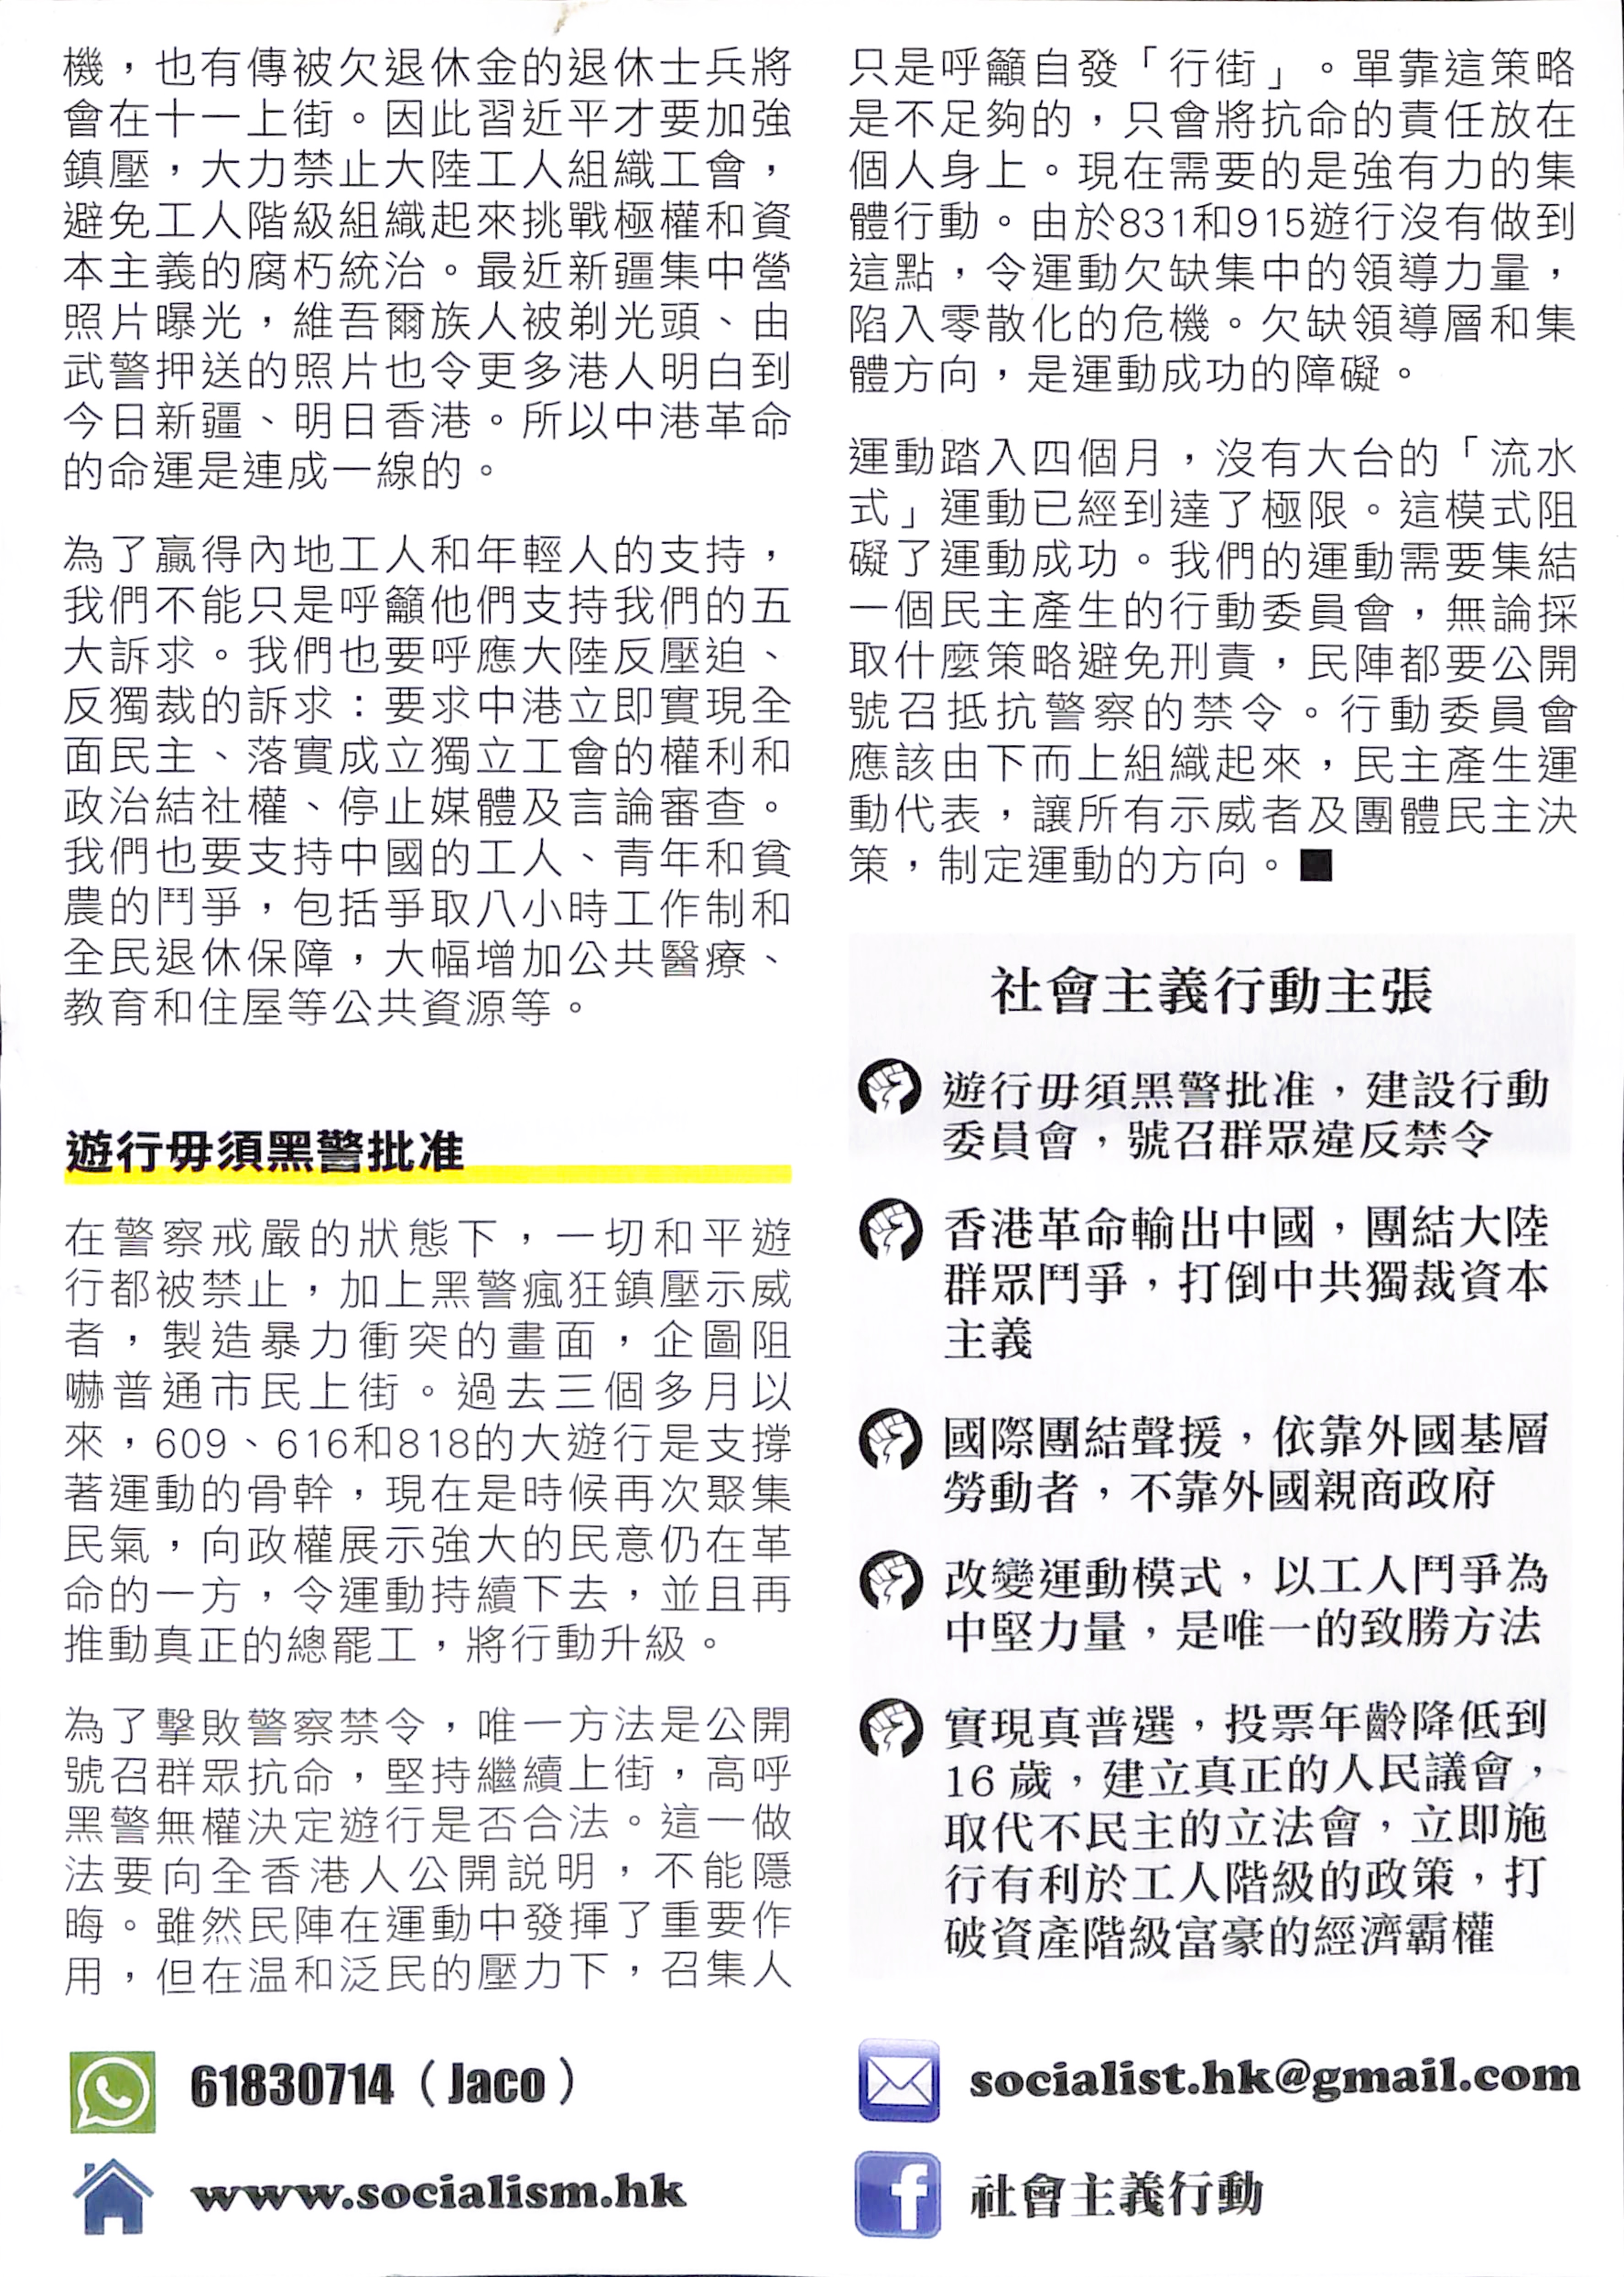 機，也有傳被欠退休金的退休士兵將
會在十一上街。因此習近平才要加強
鎮壓，大力禁止大陸工人組織工會，
避免工人階級組織起來挑戰極權和資
本主義的腐朽統治。最近新疆集中營
照片曝光，維吾爾族人被剃光頭、由
武警押送的照片也令更多港人明白到
今日新疆、明日香港。所以中港革命
的命運是連成一線的。
為了贏得內地工人和年輕人的支持，
我們不能只是呼籲他們支持我們的五
大訴求。我們也要呼應大陸反壓迫、
反獨裁的訴求：要求中港立即實現全
面民主、落實成立獨立工會的權利和
政治結社權、停止媒體及言論審查。
我們也要支持中國的工人、青年和貧
農的鬥爭，包括爭取八小時工作制和
全民退休保障，大幅增加公共醫療、
教育和住屋等公共資源等。
遊行毋須黑警批准
在警察戒嚴的狀態下，一切和平遊
行都被禁止，加上黑警瘋狂鎮壓示威
者，製造暴力衝突的畫面，企圖阻
嚇普通市民上街。過去三個多月以
來，609、616和818的大遊行是支撐
著運動的骨幹，現在是時候再次聚集
民氣，向政權展示強大的民意仍在革
命的一方，令運動持續下去，並且再
推動真正的總罷工，將行動升級。
為了擊敗警察禁令，唯一方法是公開
號召群眾抗命，堅持繼續上街，高呼
黑警無權決定遊行是否合法。這一做
法要向全香港人公開說明，不能隱
晦。雖然民陣在運動中發揮了重要作
用，但在温和泛民的壓力下，召集人
只是呼籲自發「行街」。單靠這策略
是不足夠的，只會將抗命的責任放在
個人身上。現在需要的是強有力的集
體行動。由於831和915遊行沒有做到
這點，令運動欠缺集中的領導力量，
陷入零散化的危機。欠缺領導層和集
體方向，是運動成功的障礙。
運動踏入四個月，沒有大台的「流水
式」運動已經到達了極限。這模式阻
礙了運動成功。我們的運動需要集結
一個民主產生的行動委員會，無論採
取什麼策略避免刑責，民陣都要公開
號召抵抗警察的禁令。行動委員會
應該由下而上組織起來，民主產生運
動代表，讓所有示威者及團體民主決
策，制定運動的方向。■
社會主義行動主張
遊行毋須黑警批准，建設行動
委員會，號召群眾違反禁令
香港革命輸出中國，團結大陸
群眾鬥爭，打倒中共獨裁資本
主義
國際團結聲援，依靠外國基層
勞動者，不靠外國親商政府
改變運動模式，以工人鬥爭為
中堅力量，是唯一的致勝方法
實現真普選，投票年齡降低到
16 歲，建立真正的人民議會，
取代不民主的立法會，立即施
行有利於工人階級的政策，打
破資產階級富豪的經濟霸權
61830714（Jaco）
www.socialism.hk
socialist.hk@gmail.com
社會主義行動